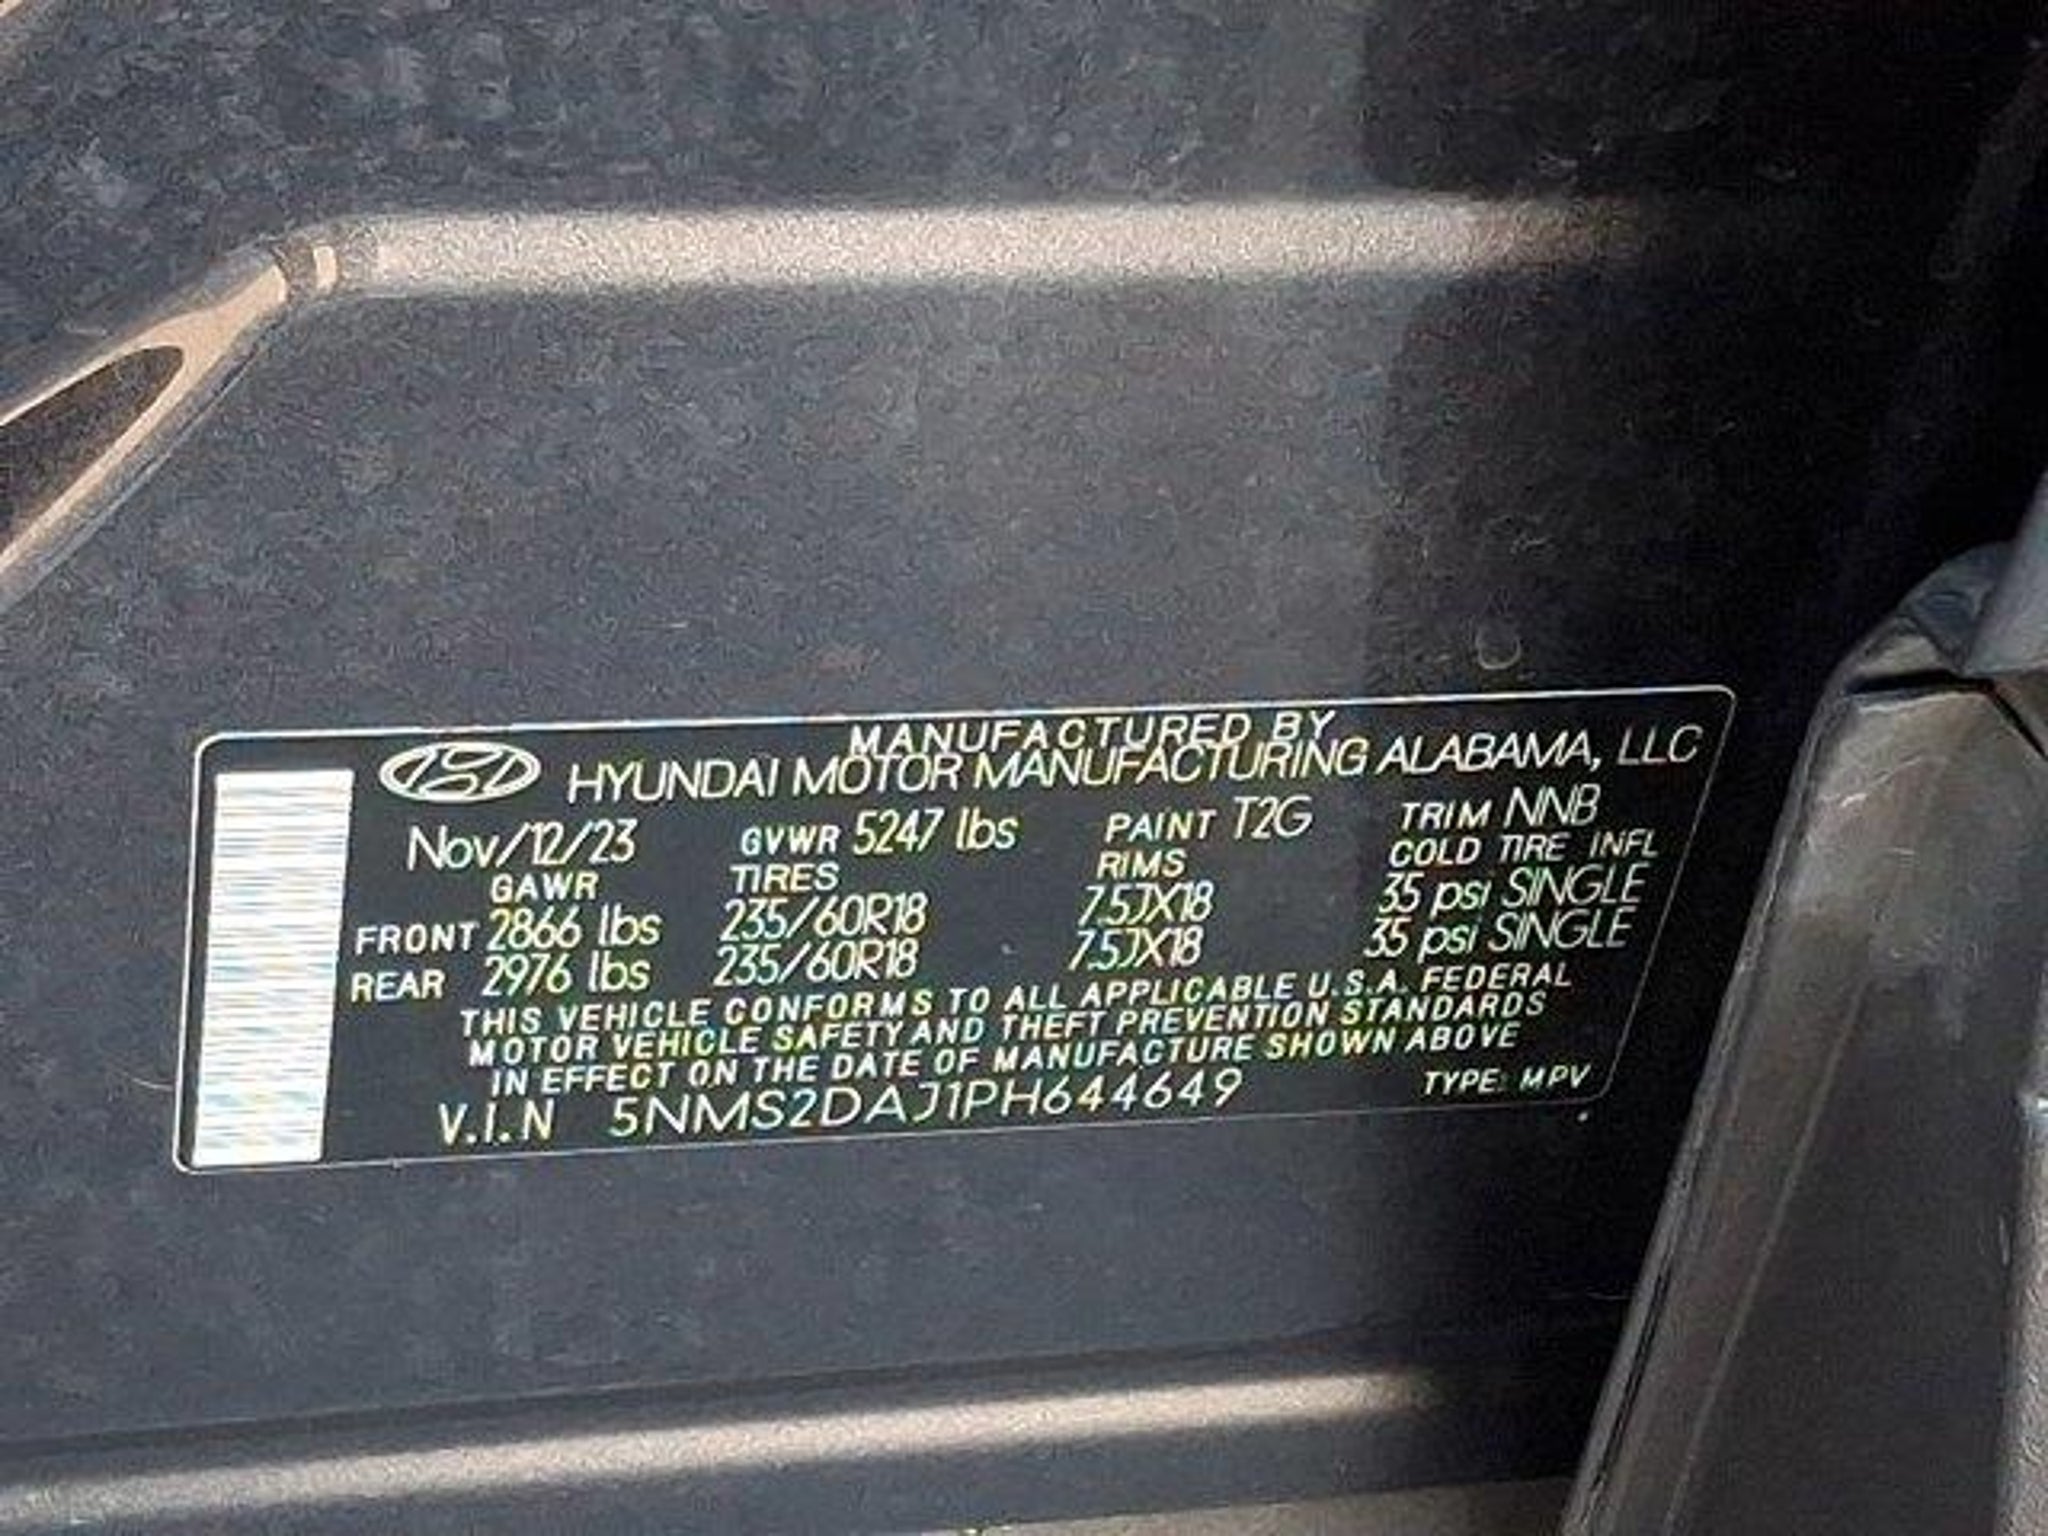 MANUFACTURED BY
HYUNDAI MOTOR MANUFACTURING ALABAMA, LLC
Nov/12/23 GVWR 5247 lbs PAINT T2G TRIM NNB
GAWR TIRES RIMS COLD TIRE INFL
FRONT 2866 lbs 235/60R18 7.5JX18 35 psi SINGLE
REAR 2976 lbs 235/60R18 7.5JX18 35 psi SINGLE
THIS VEHICLE CONFORMS TO ALL APPLICABLE U.S.A. FEDERAL
MOTOR VEHICLE SAFETY AND THEFT PREVENTION STANDARDS
IN EFFECT ON THE DATE OF MANUFACTURE SHOWN ABOVE
V.I.N 5NMS2DAJ1PH644649 TYPE: MPV